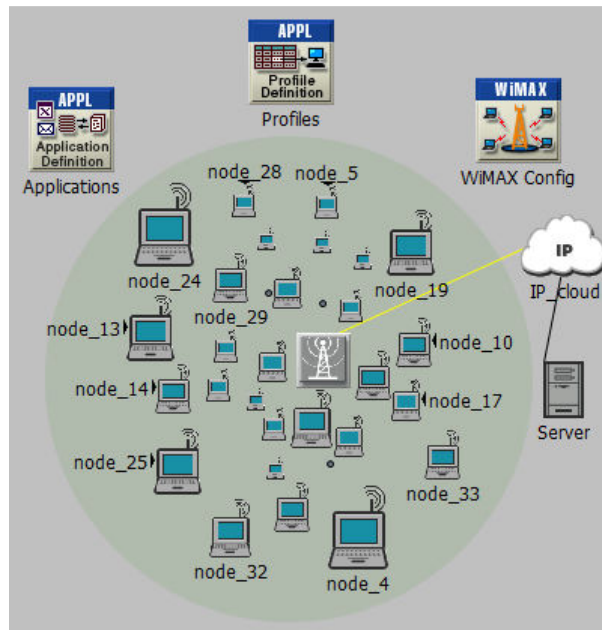 APPL
Profile
Definition
Profiles
APPL
Application
Definition
Applications
WiMAX
WiMAX Config
node_28
node_5
node_24
node_19
IP
IP_cloud
node_29
node_13
node_10
node_14
node_17
Server
node_25
node_33
node_32
node_4